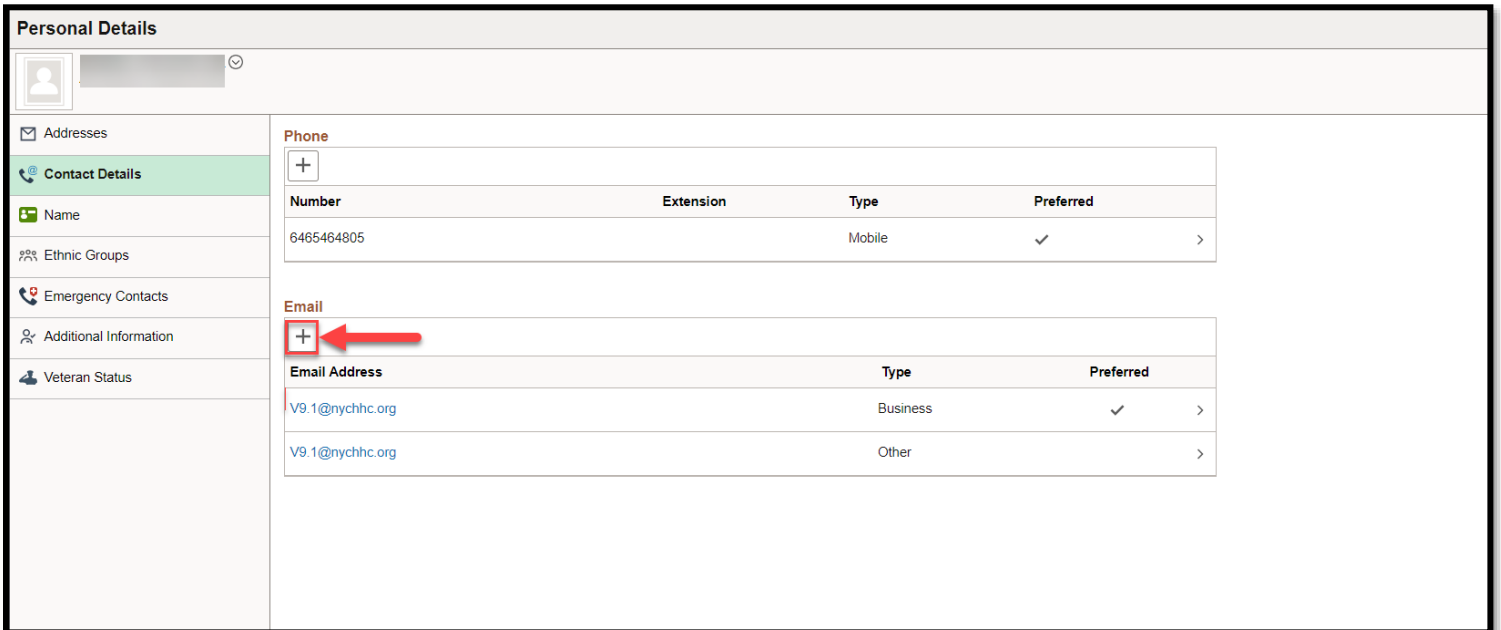 Personal Details
Addresses
Contact Details
Name
Ethnic Groups
Emergency Contacts
Additional Information
Veteran Status
Phone
Number Extension Type Preferred
6465464805 Mobile
Email
Email Address Type Preferred
V9.1@nychhc.org Business
V9.1@nychhc.org Other